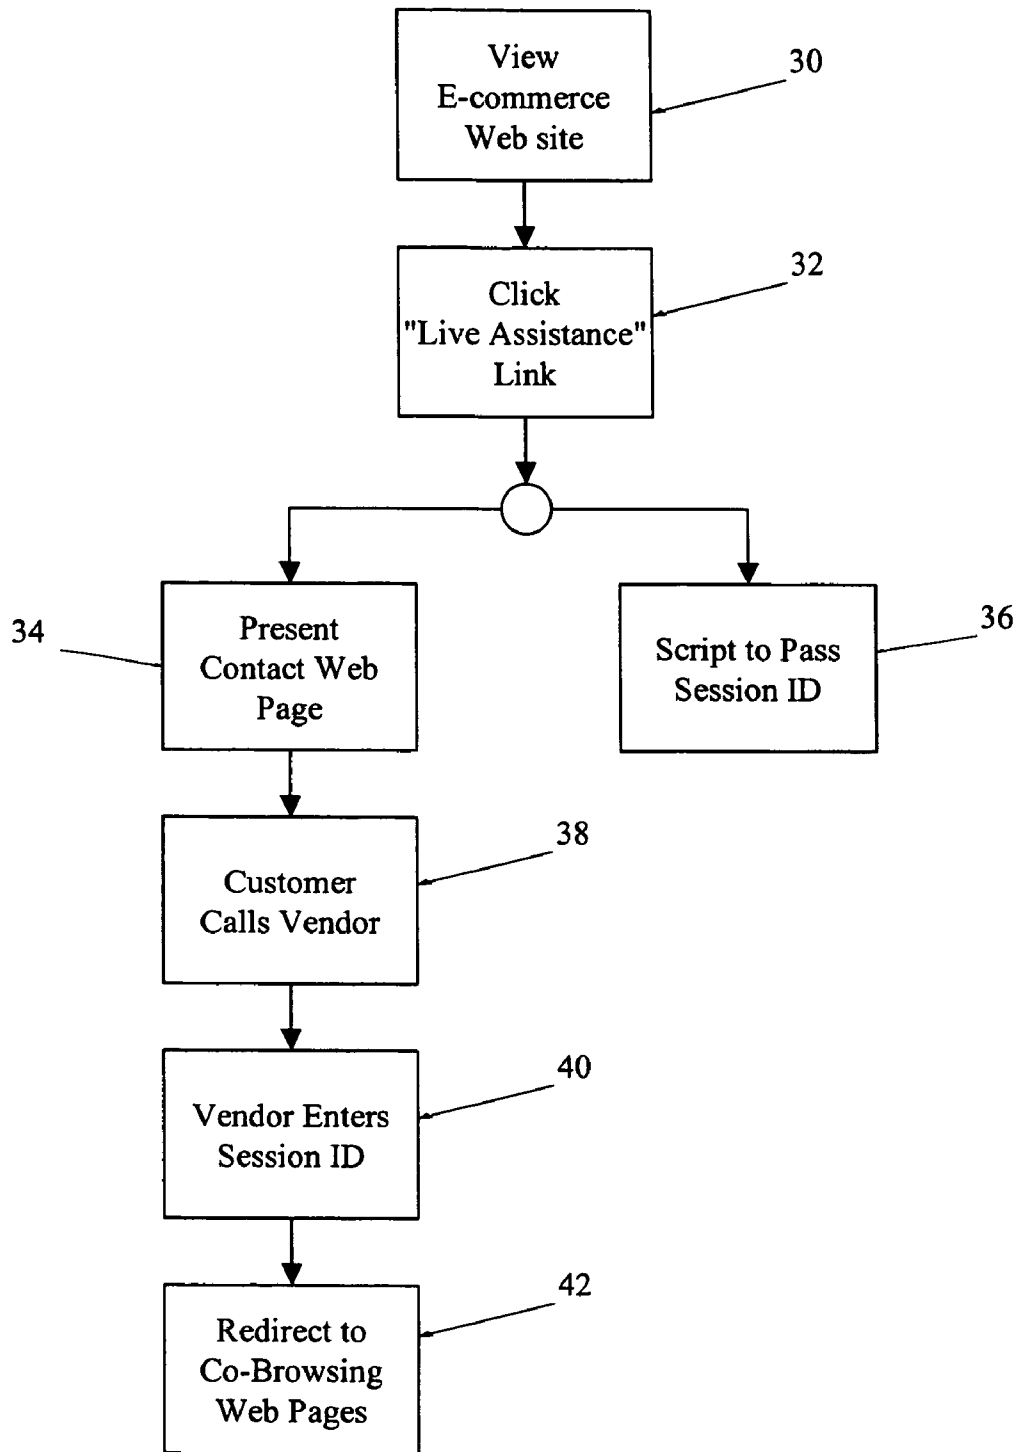 View
E-commerce
Web site
30
Click
"Live Assistance"
Link
32
34
Present
Contact Web
Page
Script to Pass
Session ID
36
Customer
Calls Vendor
38
Vendor Enters
Session ID
40
Redirect to
Co-Browsing
Web Pages
42